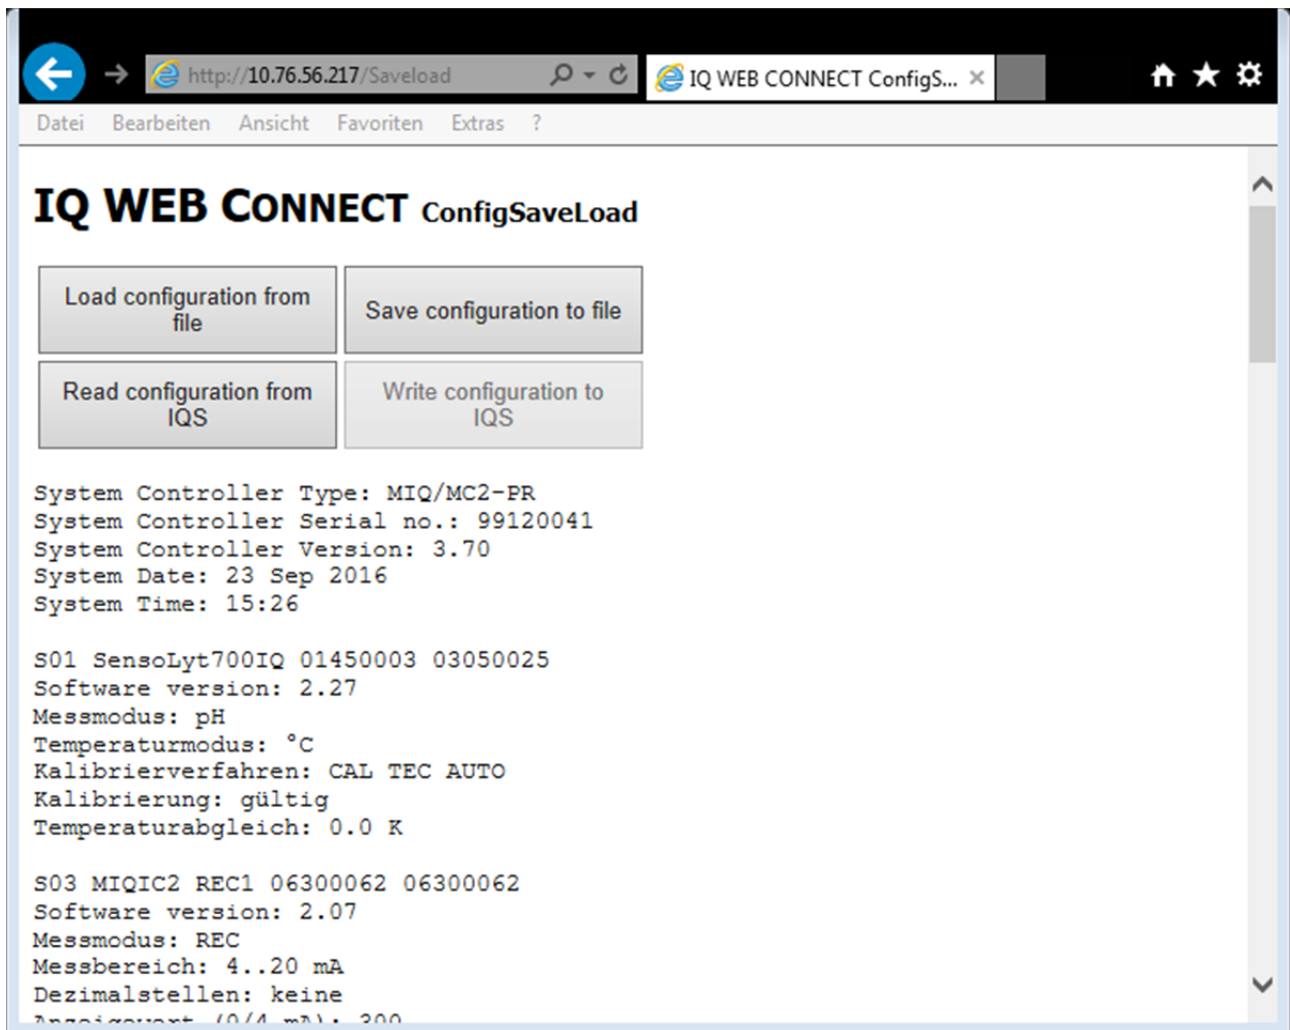 http://10.76.56.217/Saveload
IQ WEB CONNECT ConfigS...
Datei Bearbeiten Ansicht Favoriten Extras ?
IQ WEB CONNECT ConfigSaveLoad
Load configuration from
file
Save configuration to file
Read configuration from
IQS
Write configuration to
IQS
System Controller Type: MIQ/MC2-PR
System Controller Serial no.: 99120041
System Controller Version: 3.70
System Date: 23 Sep 2016
System Time: 15:26
S01 SensoLyt700IQ 01450003 03050025
Software version: 2.27
Messmodus: pH
Temperaturmodus: °C
Kalibrierverfahren: CAL TEC AUTO
Kalibrierung: gültig
Temperaturabgleich: 0.0 K
S03 MIQIC2 REC1 06300062 06300062
Software version: 2.07
Messmodus: REC
Messbereich: 4..20 mA
Dezimalstellen: keine
Anzeigewert (0/4 mA): 300